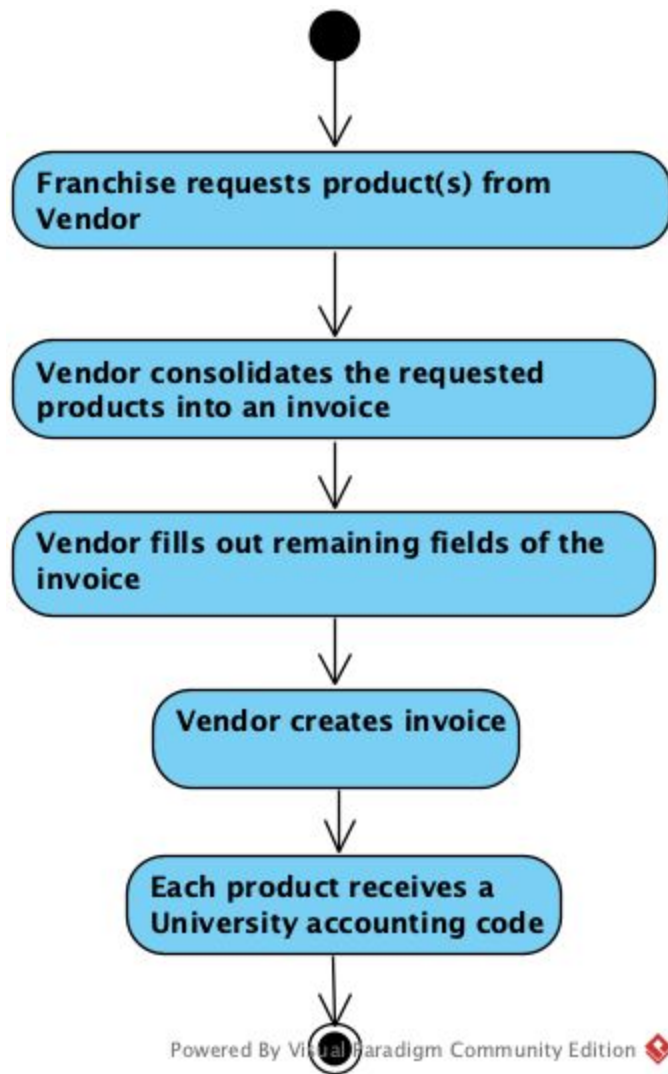 Franchise requests product(s) from
Vendor
Vendor consolidates the requested
products into an invoice
Vendor fills out remaining fields of the
invoice
Vendor creates invoice
Each product receives a
University accounting code
Powered By Visual Paradigm Community Edition